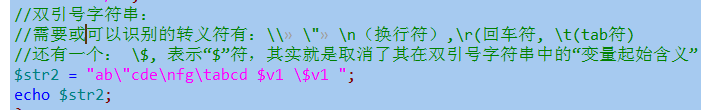 //双引号字符串：
//需要或可以识别的转义符有：\\» \"» \n（换行符）,\r(回车符, \t(tab符)
//还有一个： \$, 表示“$”符，其实就是取消了其在双引号字符串中的“变量起始含义”
$str2 = "ab\"cde\nfg\tabcd $v1 \$v1 ";
echo $str2;